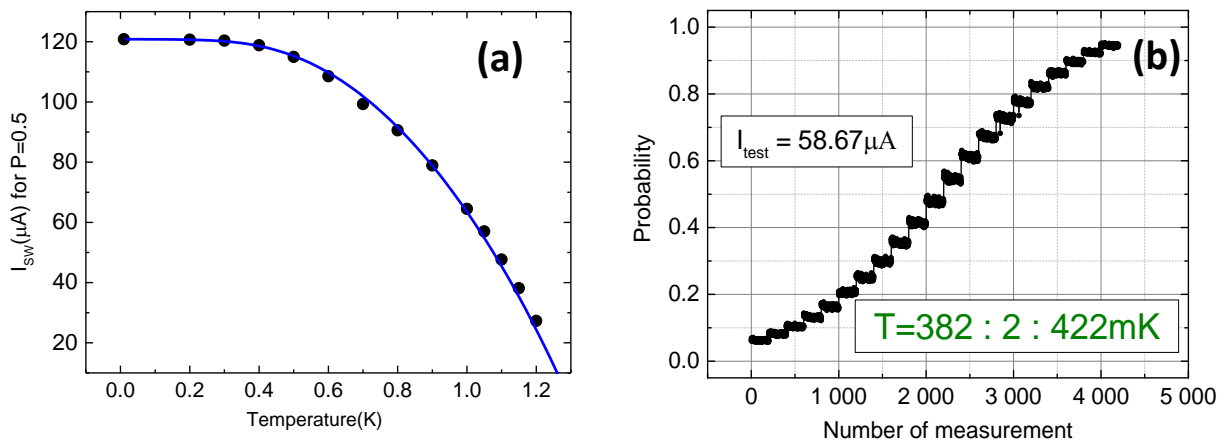 (a)
I_SW(μA) for P=0.5
120
100
80
60
40
20
0.0 0.2 0.4 0.6 0.8 1.0 1.2
Temperature(K)
(b)
Probability
1.0
0.8
0.6
0.4
0.2
0.0
I_test = 58.67μA
T=382 : 2 : 422mK
0 1 000 2 000 3 000 4 000 5 000
Number of measurement